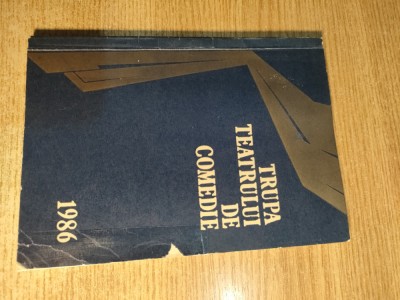 TRUPA
TEATRULUI
DE
COMEDIE
1986